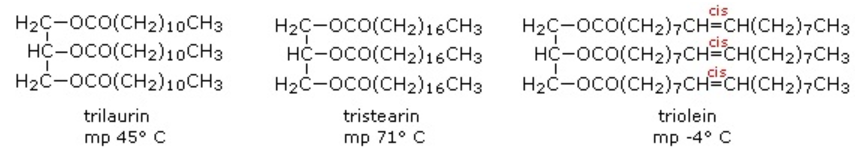 H₂C–OCO(CH₂)₁₀CH₃
HC–OCO(CH₂)₁₀CH₃
H₂C–OCO(CH₂)₁₀CH₃
trilaurin
mp 45° C
H₂C–OCO(CH₂)₁₆CH₃
HC–OCO(CH₂)₁₆CH₃
H₂C–OCO(CH₂)₁₆CH₃
tristearin
mp 71° C
cis
H₂C–OCO(CH₂)₇CH=CH(CH₂)₇CH₃
cis
HC–OCO(CH₂)₇CH=CH(CH₂)₇CH₃
cis
H₂C–OCO(CH₂)₇CH=CH(CH₂)₇CH₃
triolein
mp -4° C